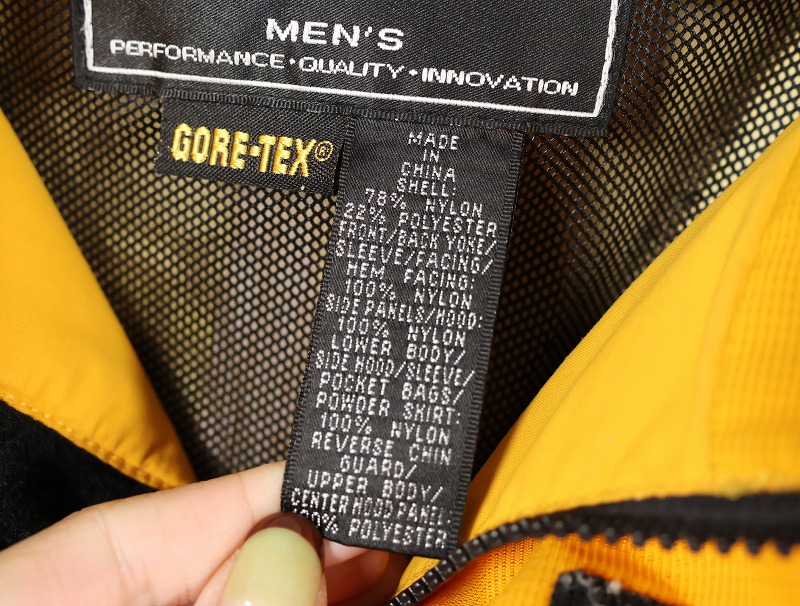 MEN'S
PERFORMANCE·QUALITY·INNOVATION
GORE-TEX®
MADE
IN
CHINA
SHELL:
78% NYLON
22% POLYESTER
FRONT/BACK YOKE/
SLEEVE/FACING/
HEM FACING:
100% NYLON
SIDE PANELS/HOOD:
100% NYLON
LOWER BODY/
SIDE HOOD/SLEEVE/
POCKET BAGS/
POWDER SKIRT:
100% NYLON
REVERSE CHIN
GUARD/
UPPER BODY/
CENTER HOOD PANEL:
POLYESTER